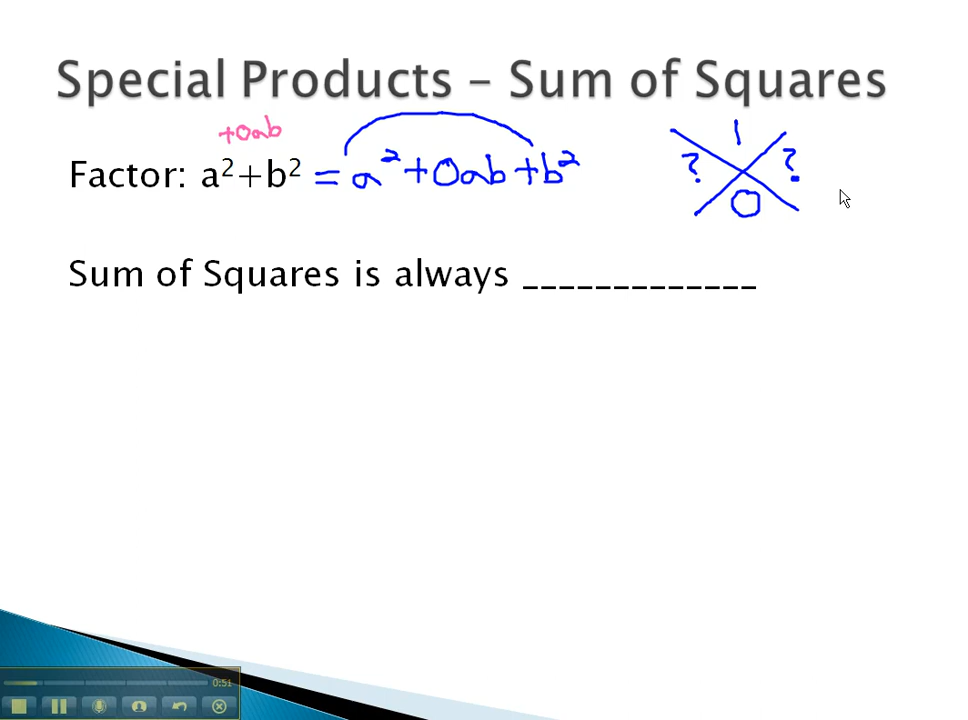 Special Products – Sum of Squares
+0ab
Factor: a²+b² = a² + 0ab + b²
1
? ?
0
Sum of Squares is always _____________
0:51